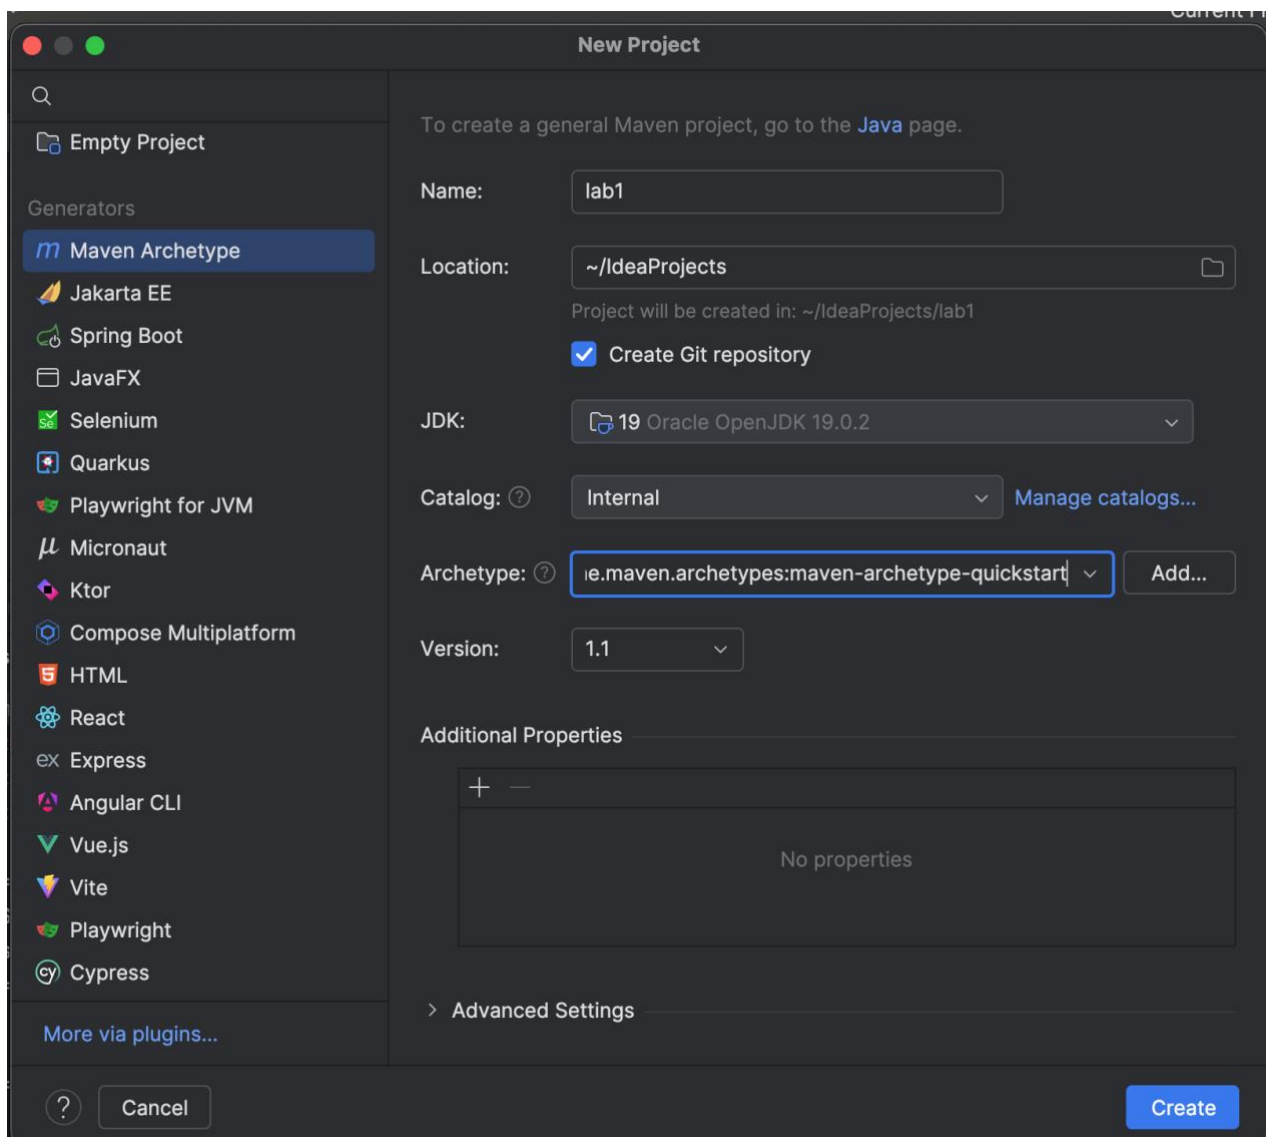 New Project
Empty Project
Generators
Maven Archetype
Jakarta EE
Spring Boot
JavaFX
Selenium
Quarkus
Playwright for JVM
Micronaut
Ktor
Compose Multiplatform
HTML
React
Express
Angular CLI
Vue.js
Vite
Playwright
Cypress
More via plugins...
To create a general Maven project, go to the Java page.
Name: lab1
Location: ~/IdeaProjects
Project will be created in: ~/IdeaProjects/lab1
Create Git repository
JDK: 19 Oracle OpenJDK 19.0.2
Catalog: ? Internal Manage catalogs...
Archetype: ? e.maven.archetypes:maven-archetype-quickstart Add...
Version: 1.1
Additional Properties
+ −
No properties
> Advanced Settings
? Cancel Create